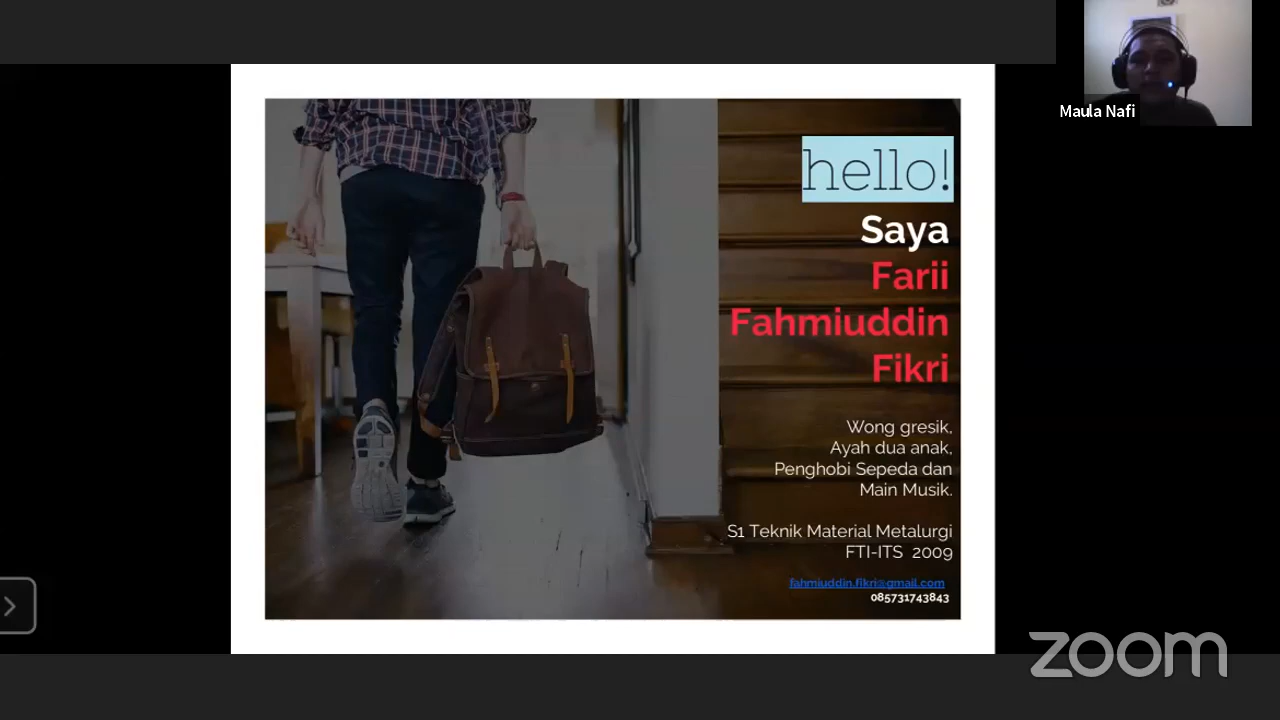 Maula Nafi
hello!
Saya
Farii
Fahmiuddin
Fikri
Wong gresik,
Ayah dua anak,
Penghobi Sepeda dan
Main Musik.
S1 Teknik Material Metalurgi
FTI-ITS 2009
fahmiuddin.fikri@gmail.com
085731743843
zoom